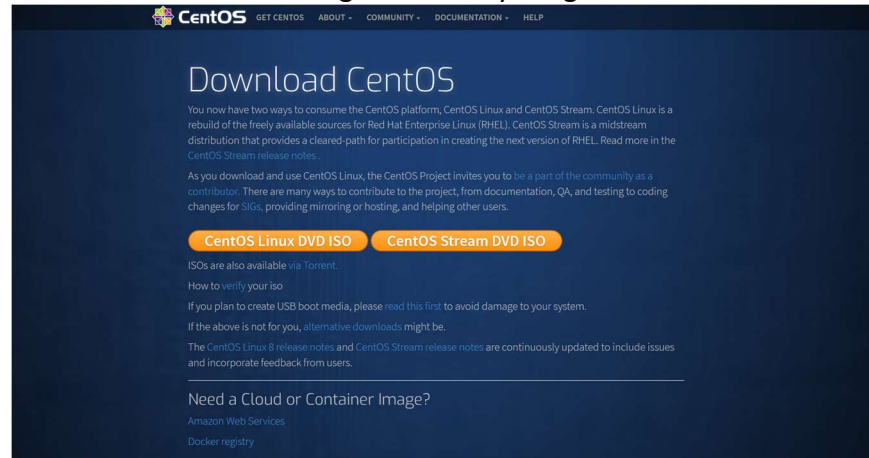 CentOS GET CENTOS ABOUT COMMUNITY DOCUMENTATION HELP
Download CentOS
You now have two ways to consume the CentOS platform, CentOS Linux and CentOS Stream. CentOS Linux is a
rebuild of the freely available sources for Red Hat Enterprise Linux (RHEL). CentOS Stream is a midstream
distribution that provides a cleared-path for participation in creating the next version of RHEL. Read more in the
CentOS Stream release notes .
As you download and use CentOS Linux, the CentOS Project invites you to be a part of the community as a
contributor. There are many ways to contribute to the project, from documentation, QA, and testing to coding
changes for SIGs, providing mirroring or hosting, and helping other users.
CentOS Linux DVD ISO CentOS Stream DVD ISO
ISOs are also available via Torrent.
How to verify your iso
If you plan to create USB boot media, please read this first to avoid damage to your system.
If the above is not for you, alternative downloads might be.
The CentOS Linux 8 release notes and CentOS Stream release notes are continuously updated to include issues
and incorporate feedback from users.
Need a Cloud or Container Image?
Amazon Web Services
Docker registry